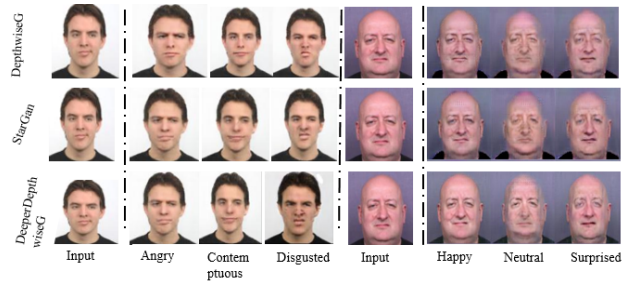 DepthwiseG
StarGan
DeeperDepth
wiseG
Input
Angry
Contem
ptuous
Disgusted
Input
Happy
Neutral
Surprised